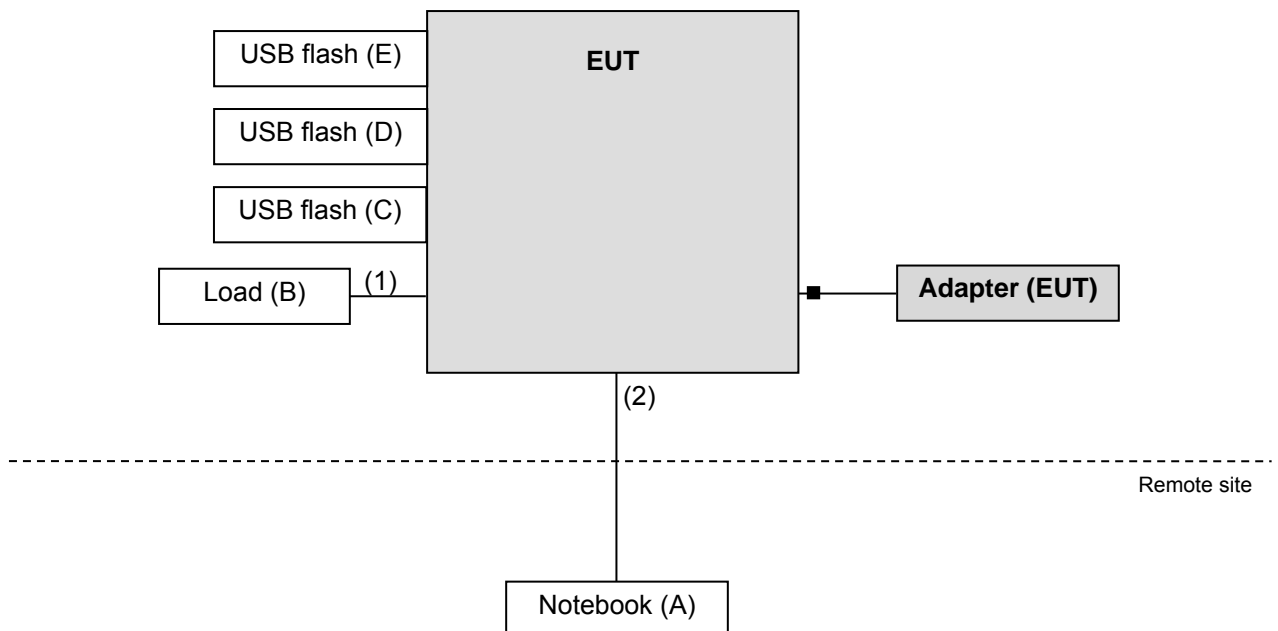 USB flash (E)
EUT
USB flash (D)
USB flash (C)
Load (B)
(1)
Adapter (EUT)
(2)
Remote site
Notebook (A)